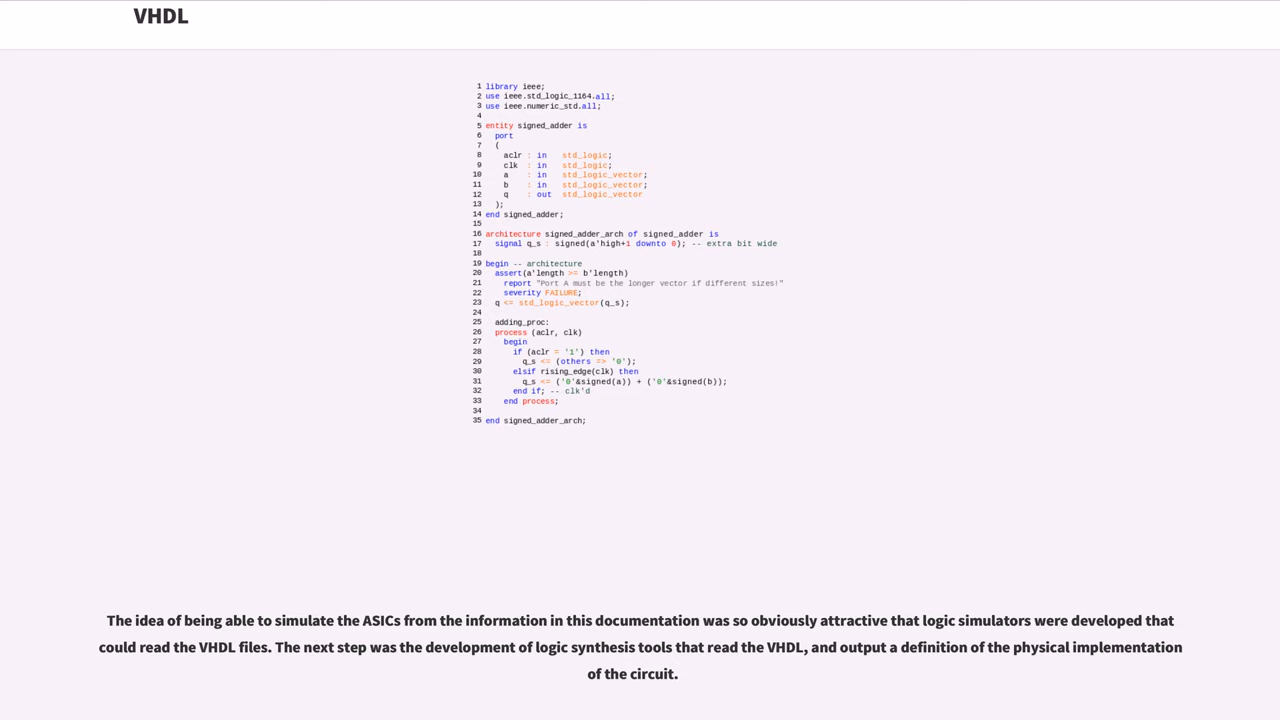 VHDL
1 library ieee;
2 use ieee.std_logic_1164.all;
3 use ieee.numeric_std.all;
4
5 entity signed_adder is
6   port
7   (
8     aclr : in   std_logic;
9     clk  : in   std_logic;
10     a    : in   std_logic_vector;
11     b    : in   std_logic_vector;
12     q    : out  std_logic_vector
13   );
14 end signed_adder;
15
16 architecture signed_adder_arch of signed_adder is
17   signal q_s : signed(a'high+1 downto 0); -- extra bit wide
18
19 begin -- architecture
20   assert(a'length >= b'length)
21     report "Port A must be the longer vector if different sizes!"
22     severity FAILURE;
23   q <= std_logic_vector(q_s);
24
25   adding_proc:
26   process (aclr, clk)
27     begin
28       if (aclr = '1') then
29         q_s <= (others => '0');
30       elsif rising_edge(clk) then
31         q_s <= ('0'&signed(a)) + ('0'&signed(b));
32       end if; -- clk'd
33     end process;
34
35 end signed_adder_arch;
The idea of being able to simulate the ASICs from the information in this documentation was so obviously attractive that logic simulators were developed that
could read the VHDL files. The next step was the development of logic synthesis tools that read the VHDL, and output a definition of the physical implementation
of the circuit.